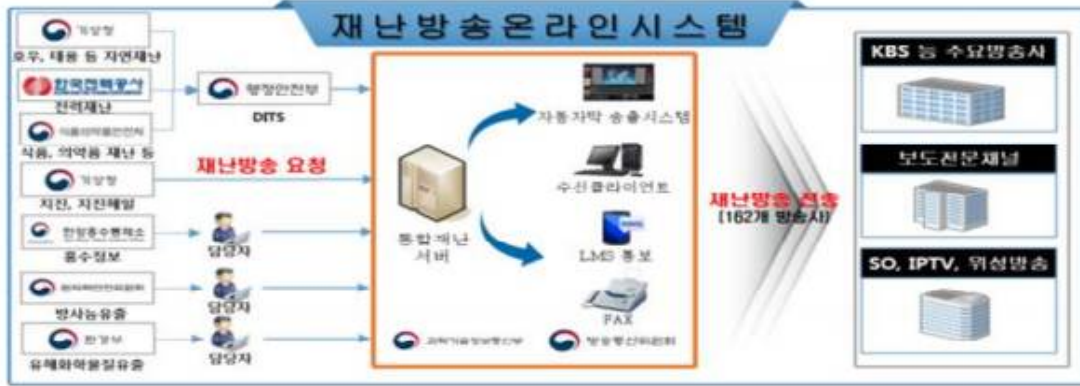 재난방송온라인시스템
기상청
호우, 태풍 등 자연재난
한국전력공사
전력재난
식품의약품안전처
식품, 의약품 재난 등
행정안전부
DITS
재난방송 요청
기상청
지진, 지진해일
한강홍수통제소
홍수정보
담당자
원자력안전위원회
방사능유출
담당자
환경부
유해화학물질유출
담당자
통합재난
서버
자동자막 송출시스템
수신클라이언트
LMS 통보
FAX
과학기술정보통신부
방송통신위원회
재난방송 전송
(162개 방송사)
KBS 등 주요방송사
보도전문채널
SO, IPTV, 위성방송